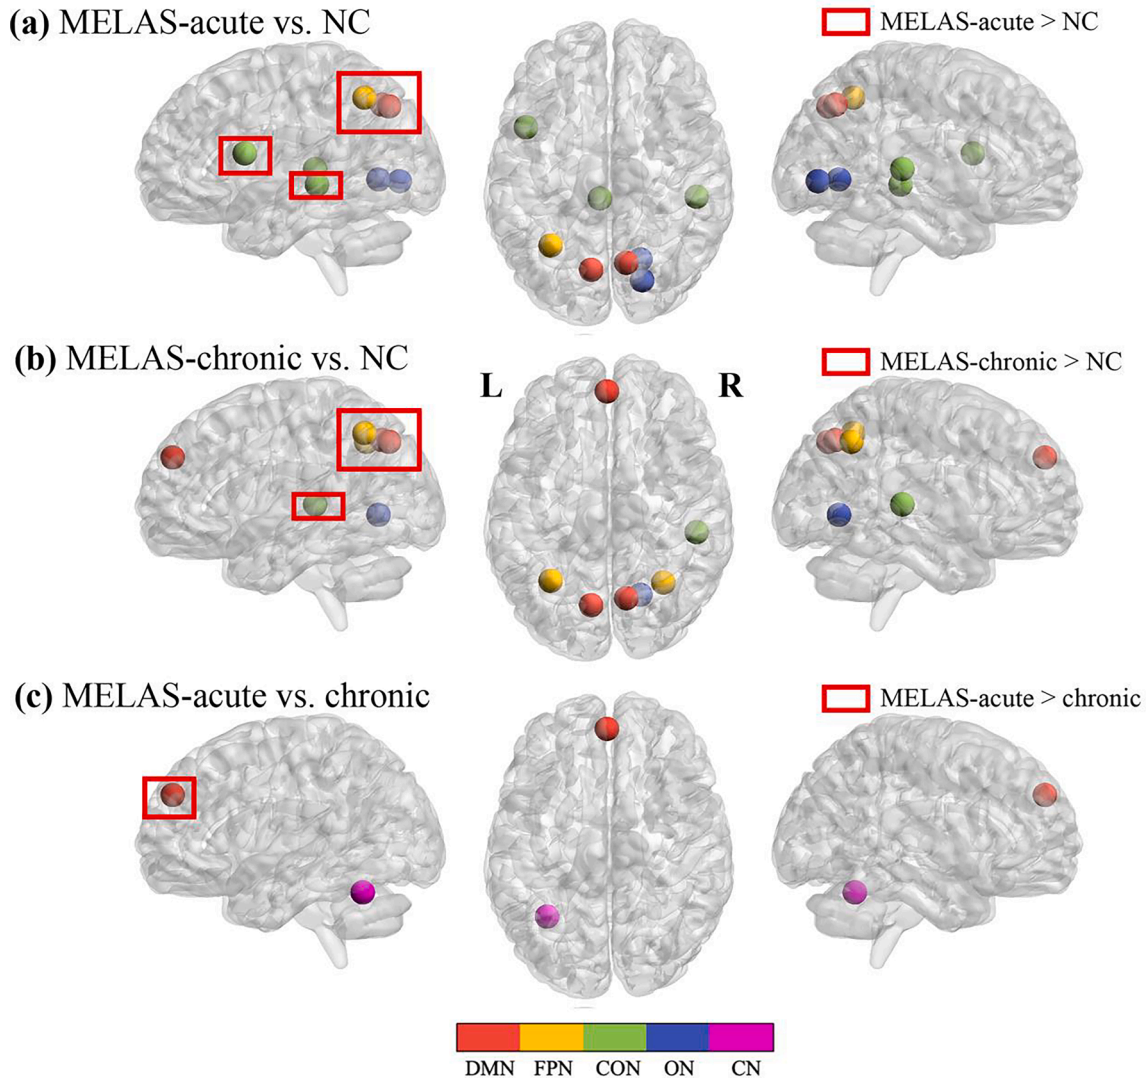 (a) MELAS-acute vs. NC
MELAS-acute > NC
(b) MELAS-chronic vs. NC
MELAS-chronic > NC
L
R
(c) MELAS-acute vs. chronic
MELAS-acute > chronic
DMN FPN CON ON CN